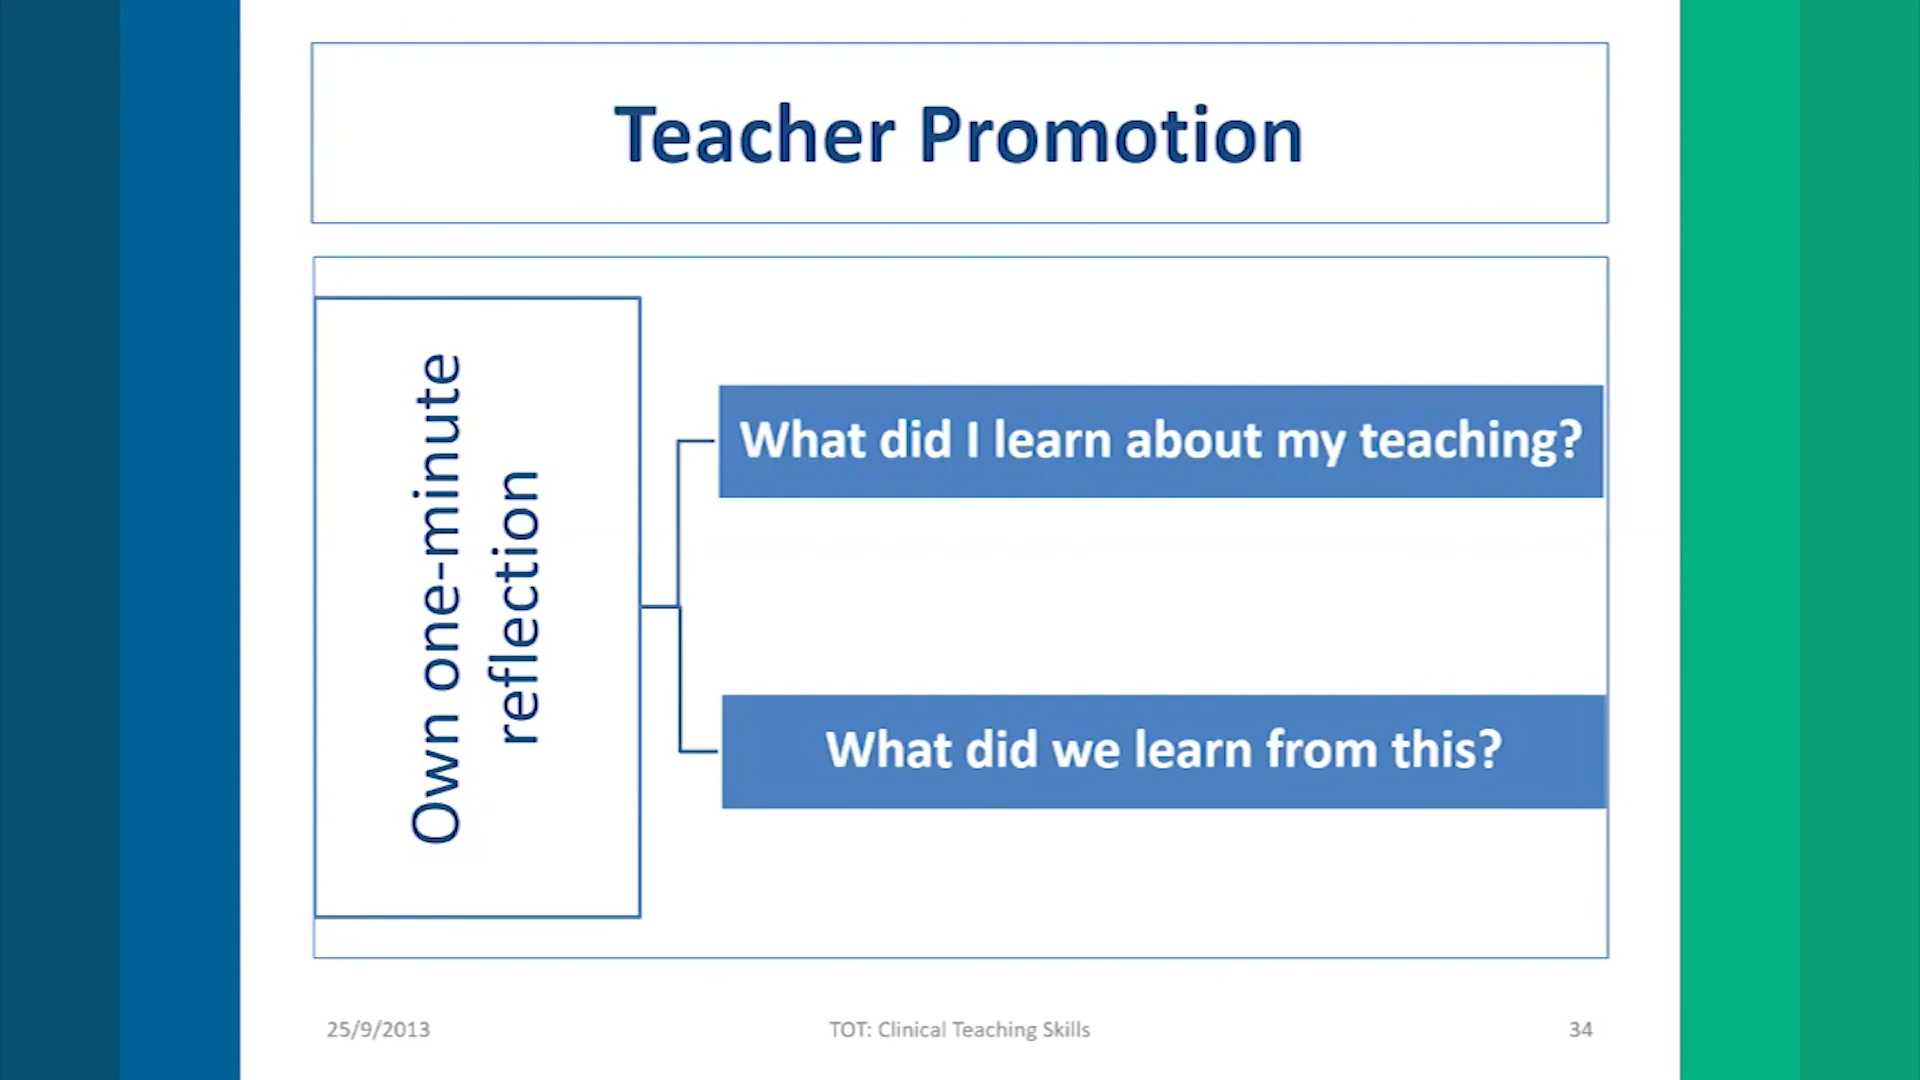 Teacher Promotion
Own one-minute
reflection
What did I learn about my teaching?
What did we learn from this?
25/9/2013
TOT: Clinical Teaching Skills
34